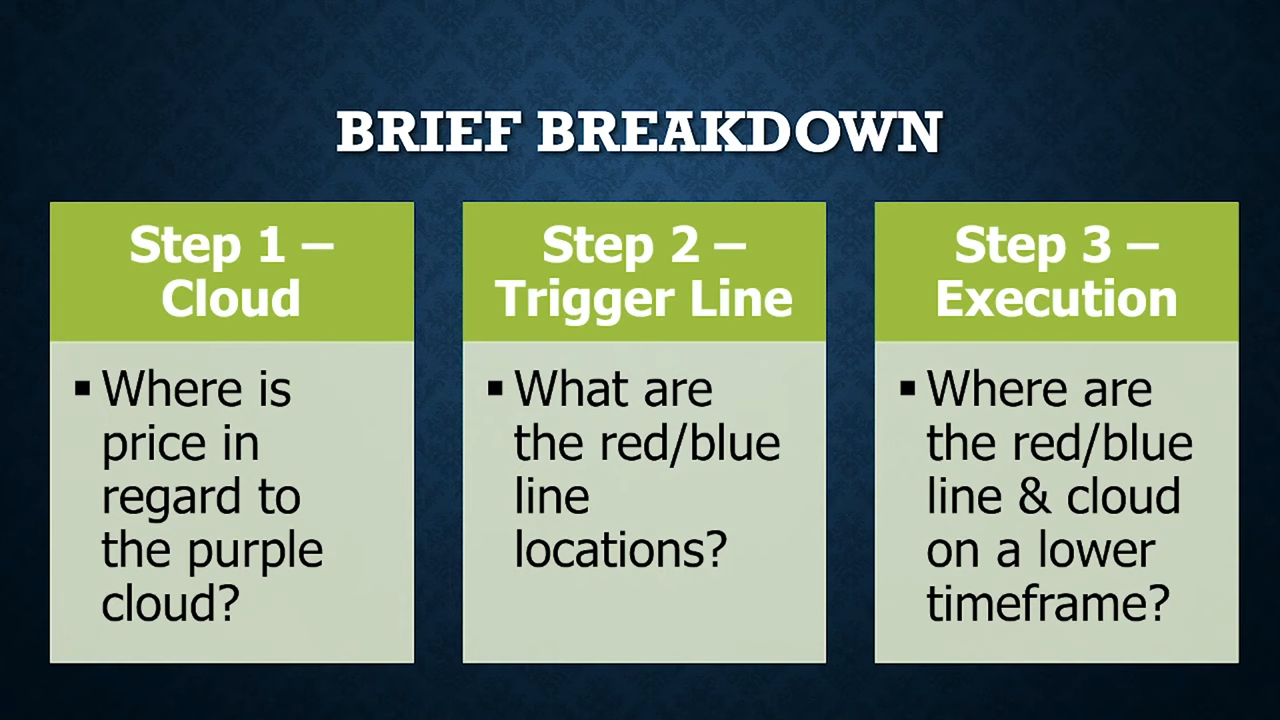 BRIEF BREAKDOWN
Step 1 –
Cloud
▪ Where is
price in
regard to
the purple
cloud?
Step 2 –
Trigger Line
▪ What are
the red/blue
line
locations?
Step 3 –
Execution
▪ Where are
the red/blue
line & cloud
on a lower
timeframe?